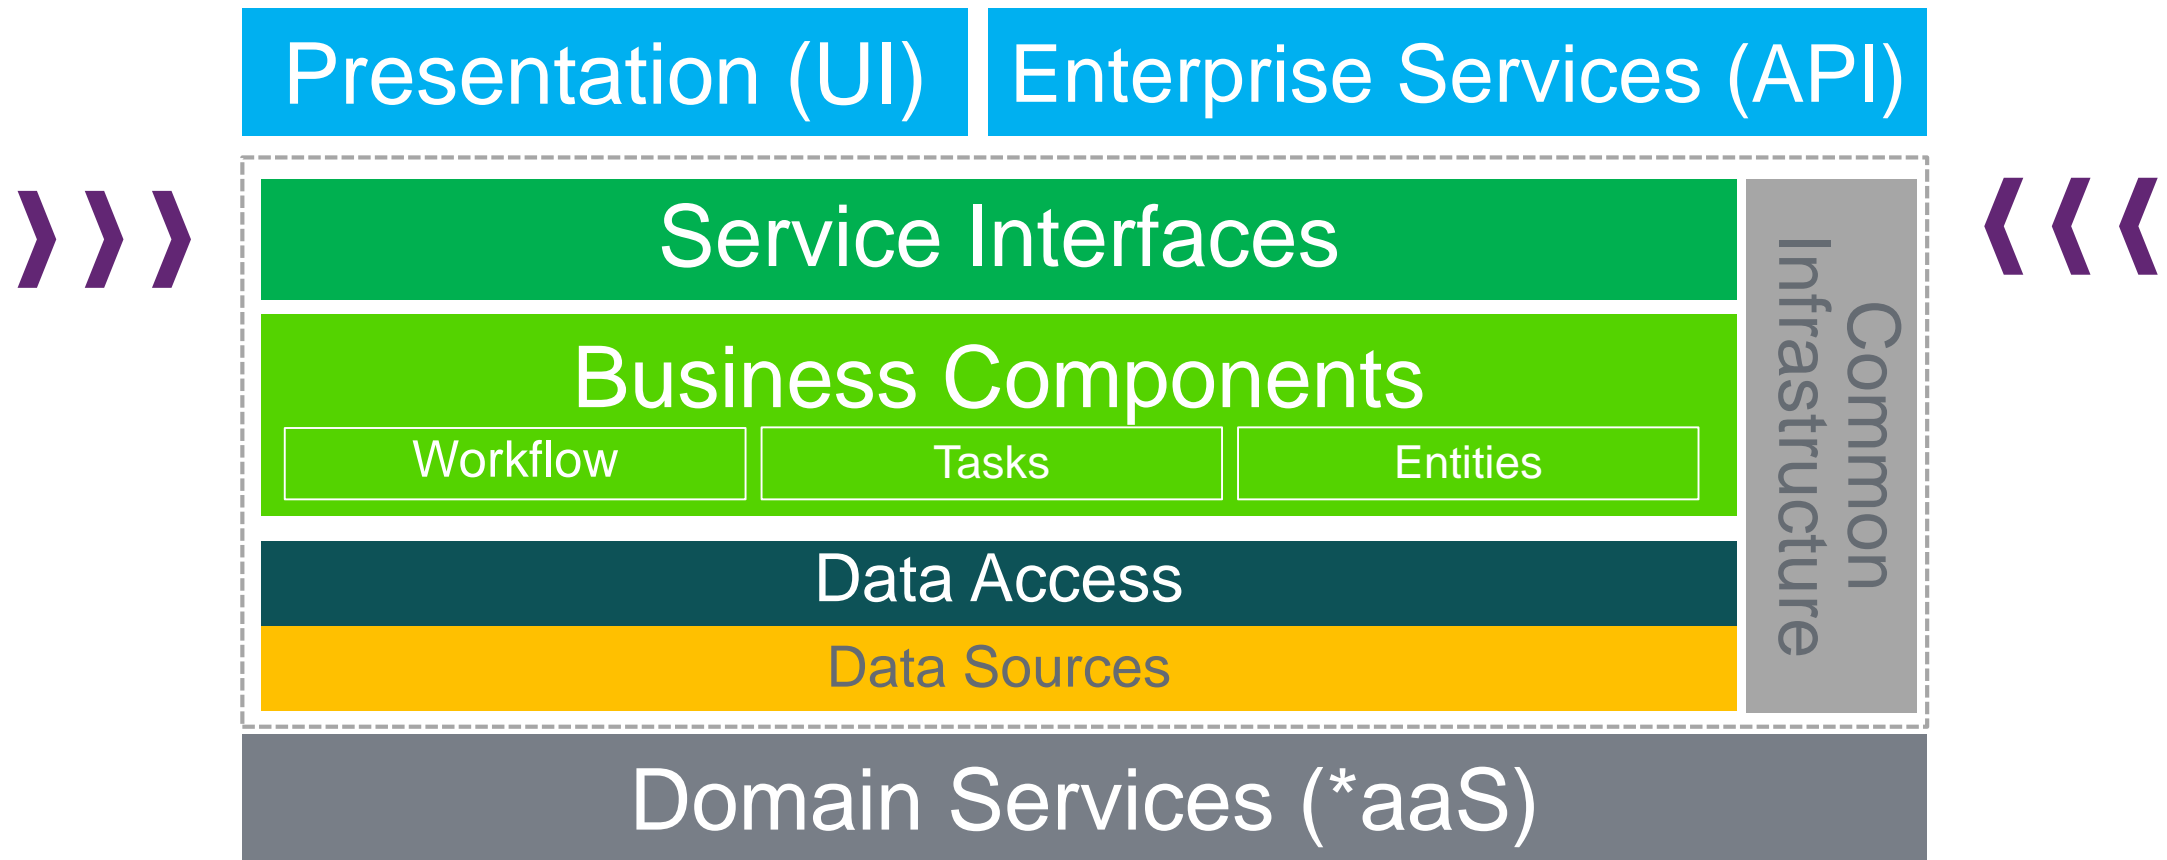 Presentation (UI)
Enterprise Services (API)
Service Interfaces
Business Components
Workflow
Tasks
Entities
Data Access
Data Sources
Common
Infrastructure
Domain Services (*aaS)